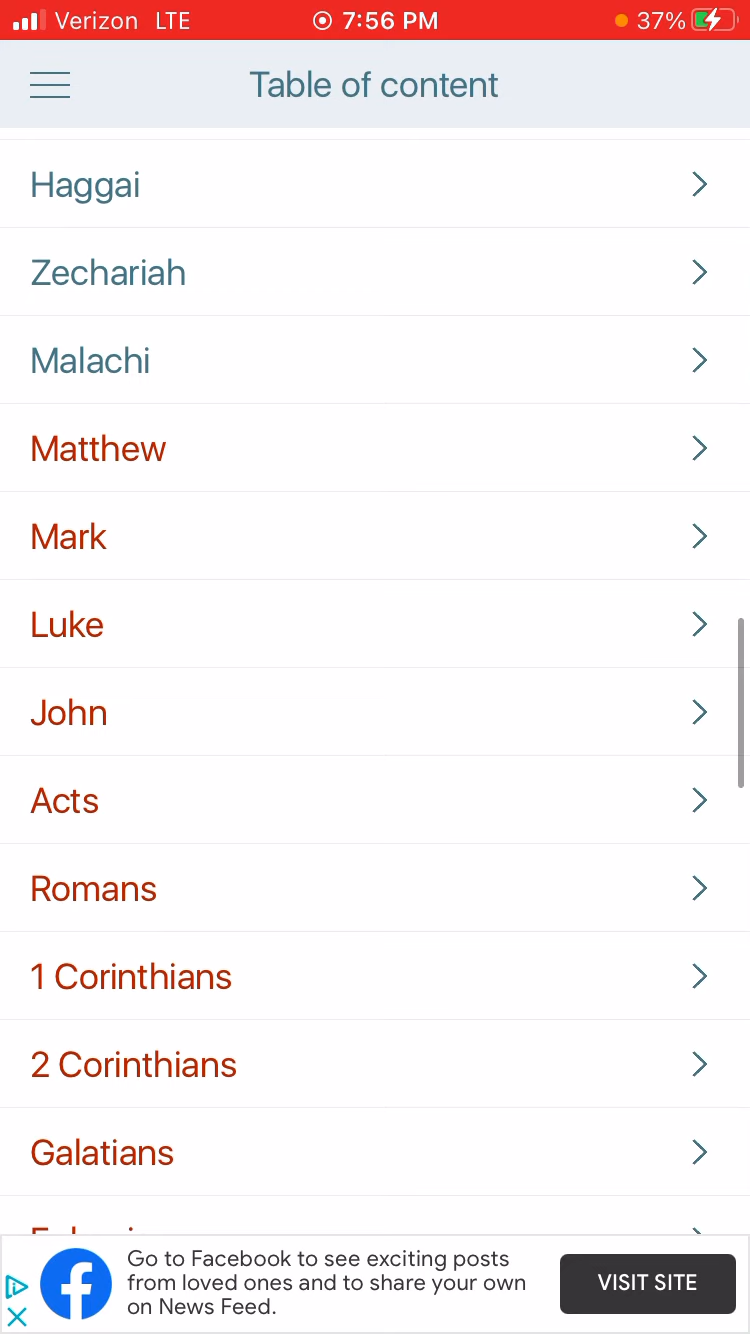 Verizon LTE 7:56 PM 37%
Table of content
Haggai
Zechariah
Malachi
Matthew
Mark
Luke
John
Acts
Romans
1 Corinthians
2 Corinthians
Galatians
Go to Facebook to see exciting posts
from loved ones and to share your own
on News Feed.
VISIT SITE